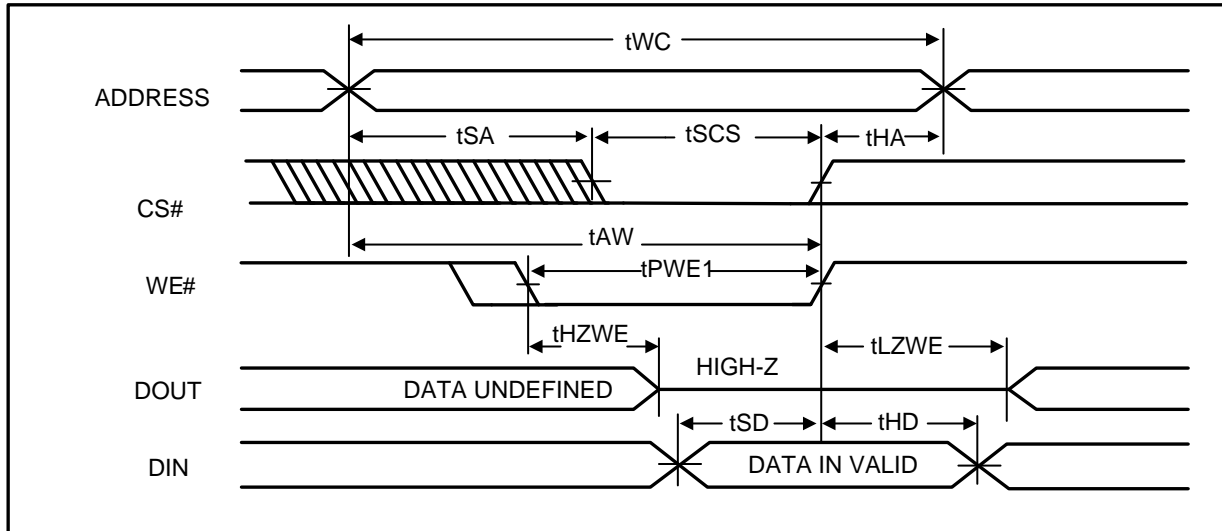 tWC
ADDRESS
tSA
tSCS
tHA
CS#
tAW
tPWE1
WE#
tHZWE
tLZWE
HIGH-Z
DOUT
DATA UNDEFINED
tSD
tHD
DIN
DATA IN VALID